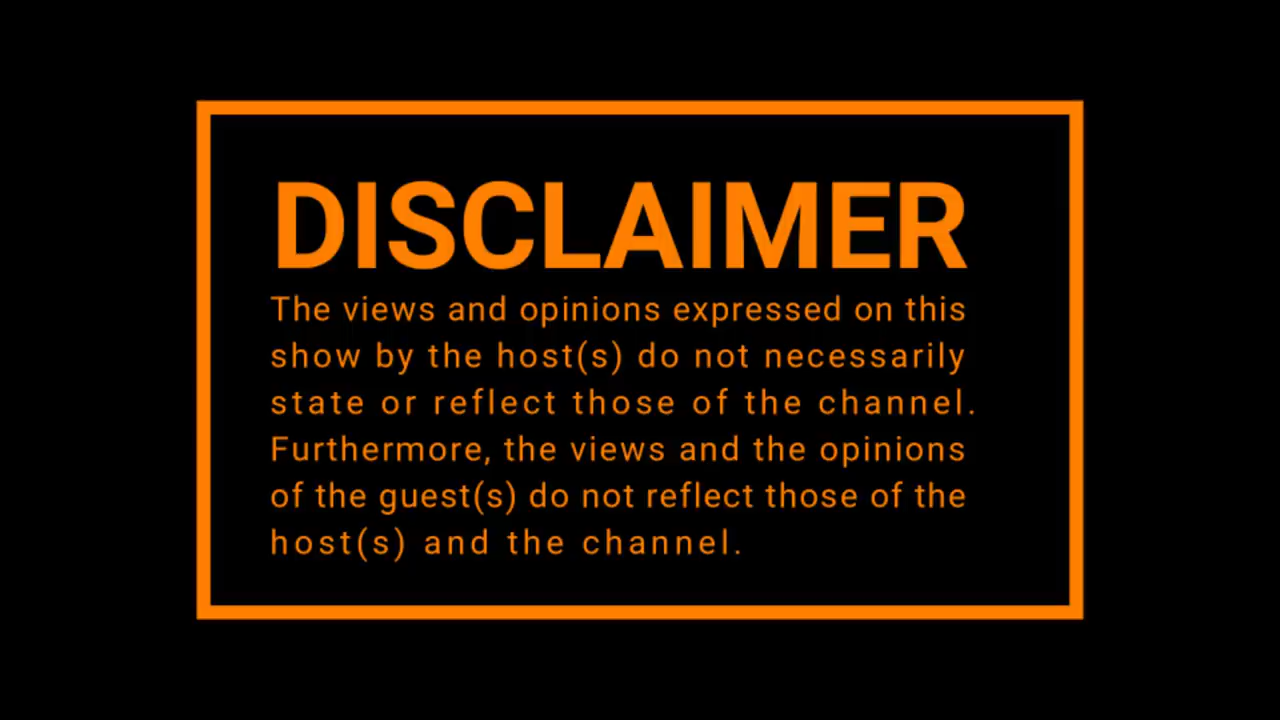 DISCLAIMER
The views and opinions expressed on this
show by the host(s) do not necessarily
state or reflect those of the channel.
Furthermore, the views and the opinions
of the guest(s) do not reflect those of the
host(s) and the channel.